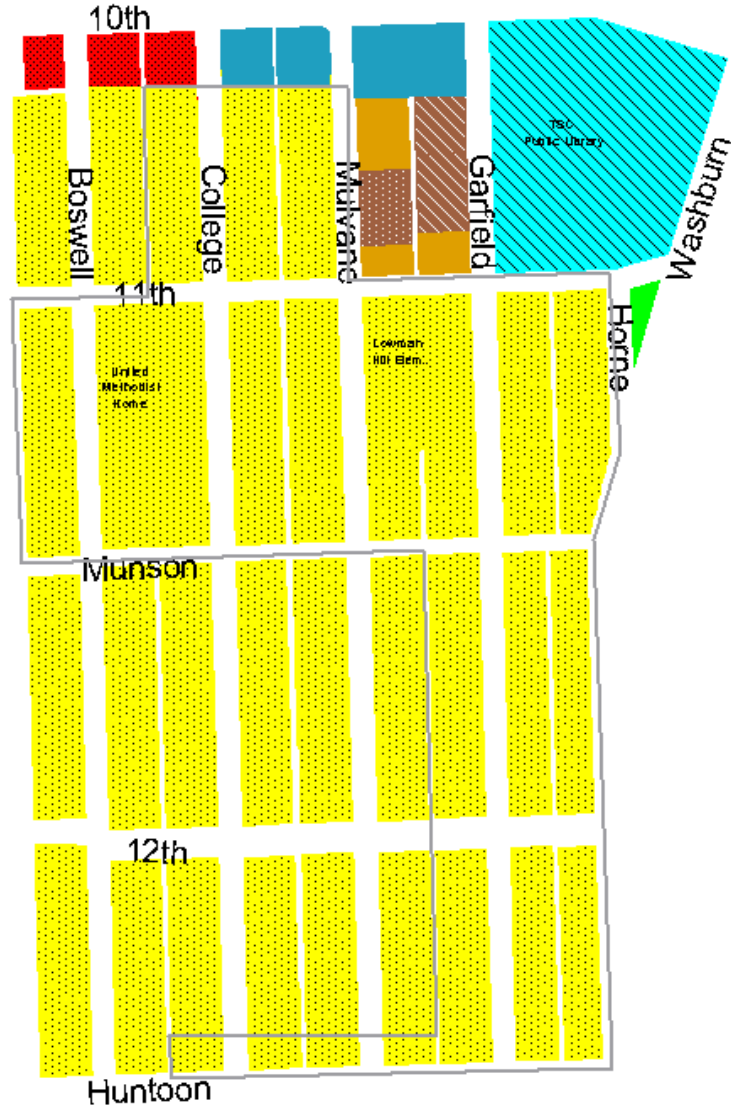 10th
Boswell
College
Mulvane
Garfield
TSC
Public Library
Washburn
11th
Horne
United
Methodist
Home
Lowman
Hill Elem.
Munson
12th
Huntoon